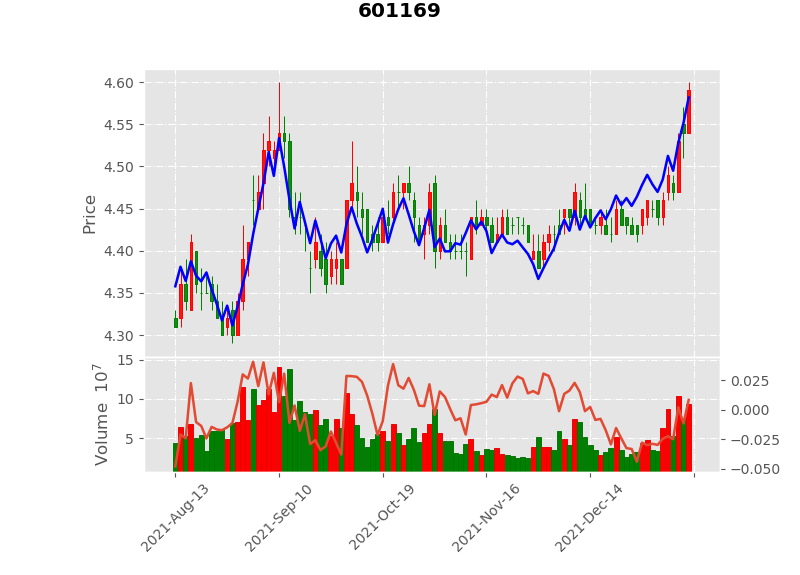 601169
4.60
4.55
4.50
4.45
4.40
4.35
4.30
Price
15
10
5
Volume 10^7
0.025
0.000
−0.025
−0.050
2021-Aug-13
2021-Sep-10
2021-Oct-19
2021-Nov-16
2021-Dec-14